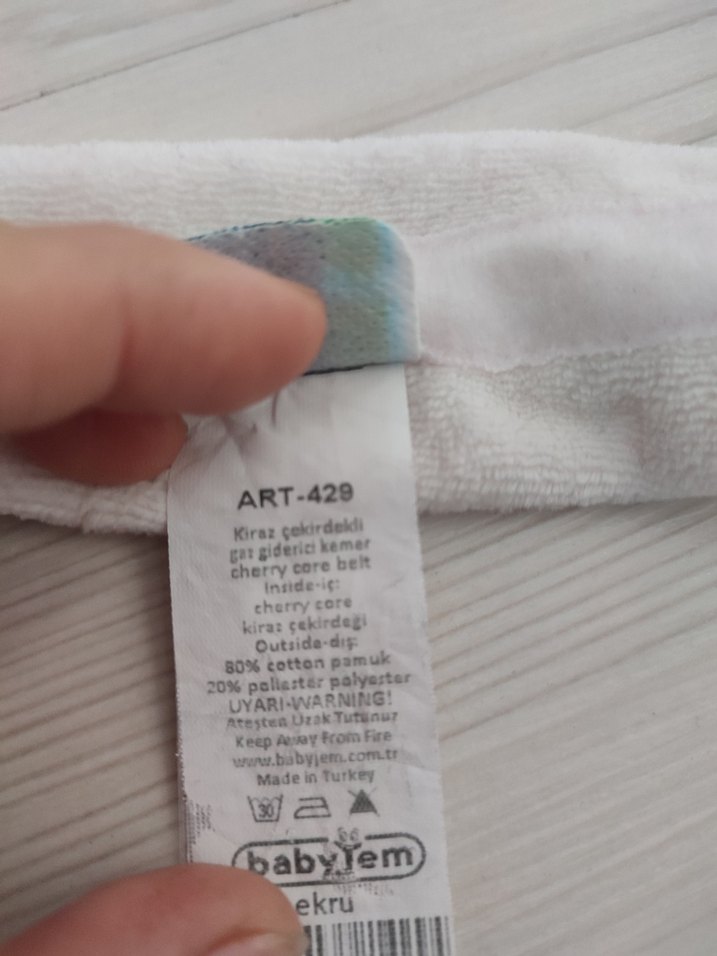 ART-429
Kiraz çekirdekli
gaz giderici kemer
cherry core belt
Inside-iç:
cherry core
kiraz çekirdeği
Outside-dış:
80% cotton pamuk
20% poliester polyester
UYARI-WARNING!
Ateşten Uzak Tutunuz
Keep Away From Fire
www.babyjem.com.tr
Made in Turkey
30
babyjem
ekru